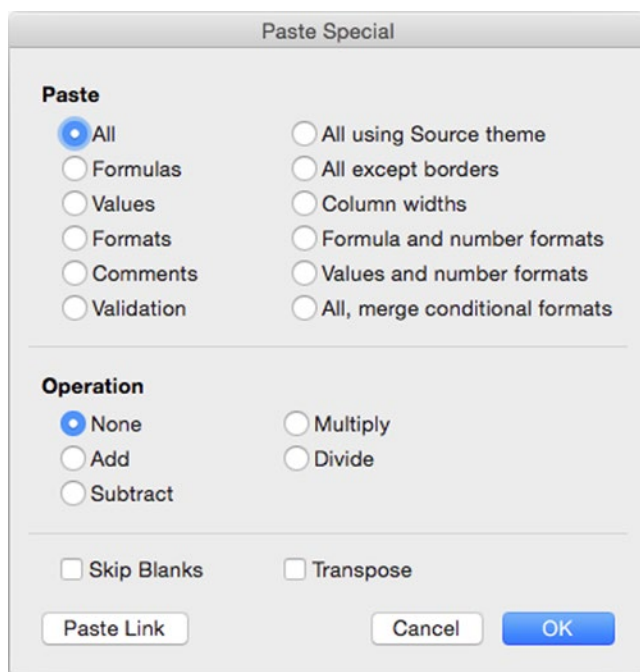 Paste Special
Paste
All
All using Source theme
Formulas
All except borders
Values
Column widths
Formats
Formula and number formats
Comments
Values and number formats
Validation
All, merge conditional formats
Operation
None
Multiply
Add
Divide
Subtract
Skip Blanks
Transpose
Paste Link
Cancel
OK